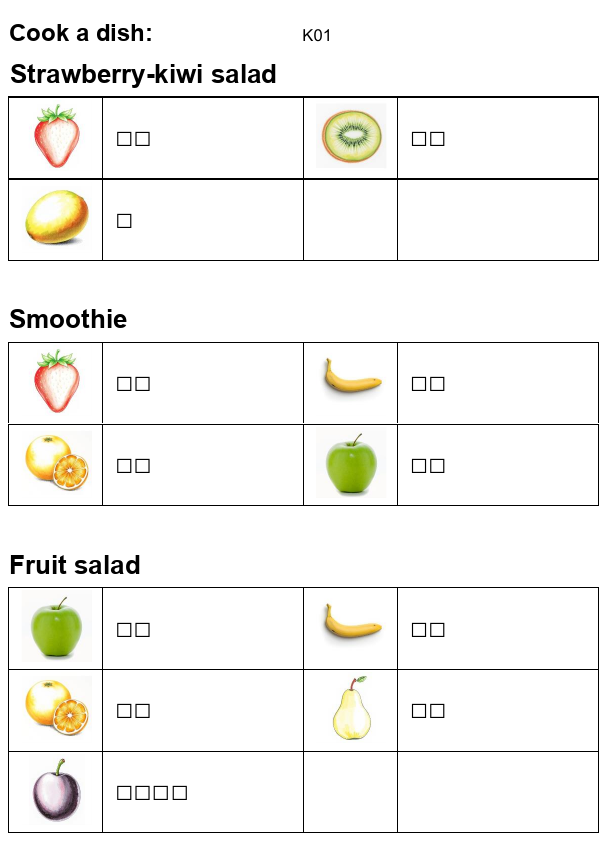 Cook a dish: K01
Strawberry-kiwi salad
□□ □□
□
Smoothie
□□ □□
□□ □□
Fruit salad
□□ □□
□□ □□
□□□□